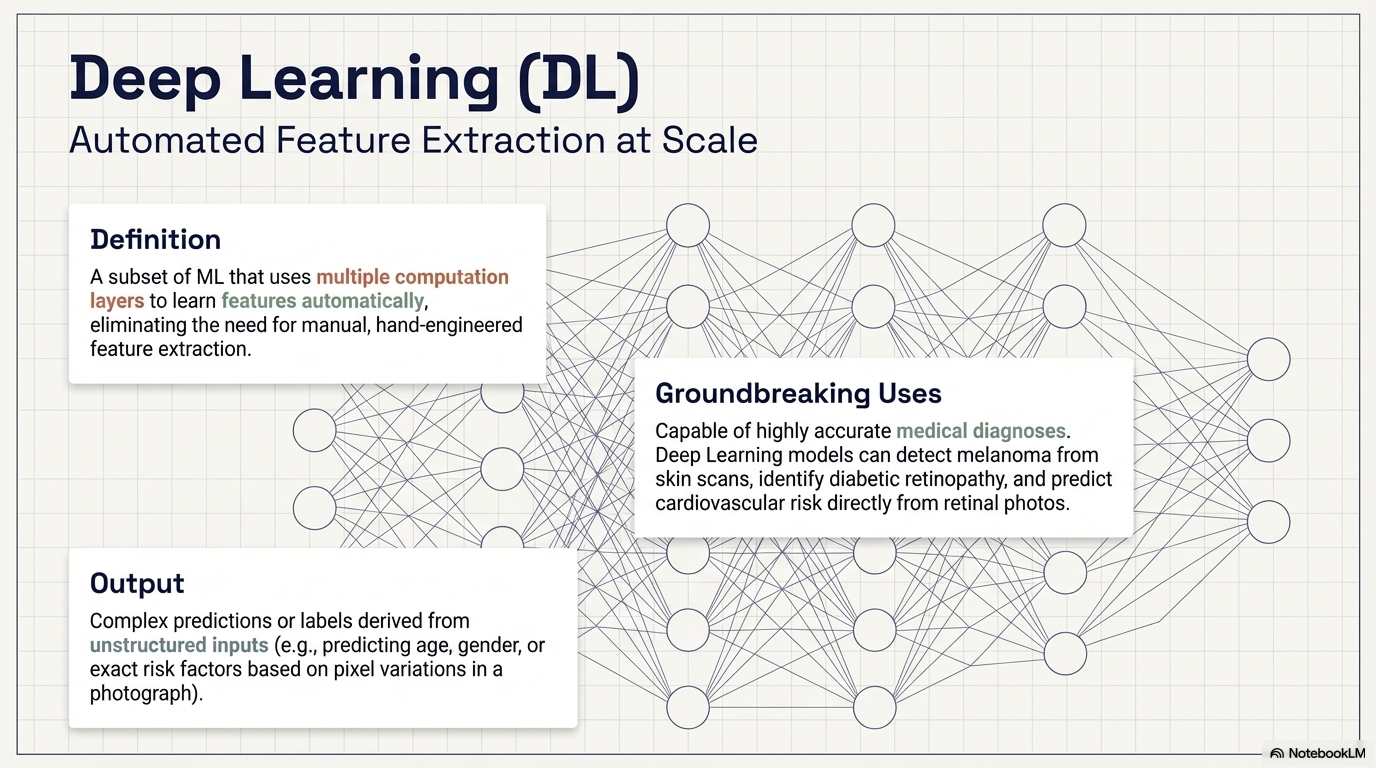 Deep Learning (DL)
Automated Feature Extraction at Scale
Definition
A subset of ML that uses multiple computation
layers to learn features automatically,
eliminating the need for manual, hand-engineered
feature extraction.
Groundbreaking Uses
Capable of highly accurate medical diagnoses.
Deep Learning models can detect melanoma from
skin scans, identify diabetic retinopathy, and predict
cardiovascular risk directly from retinal photos.
Output
Complex predictions or labels derived from
unstructured inputs (e.g., predicting age, gender, or
exact risk factors based on pixel variations in a
photograph).
NotebookLM